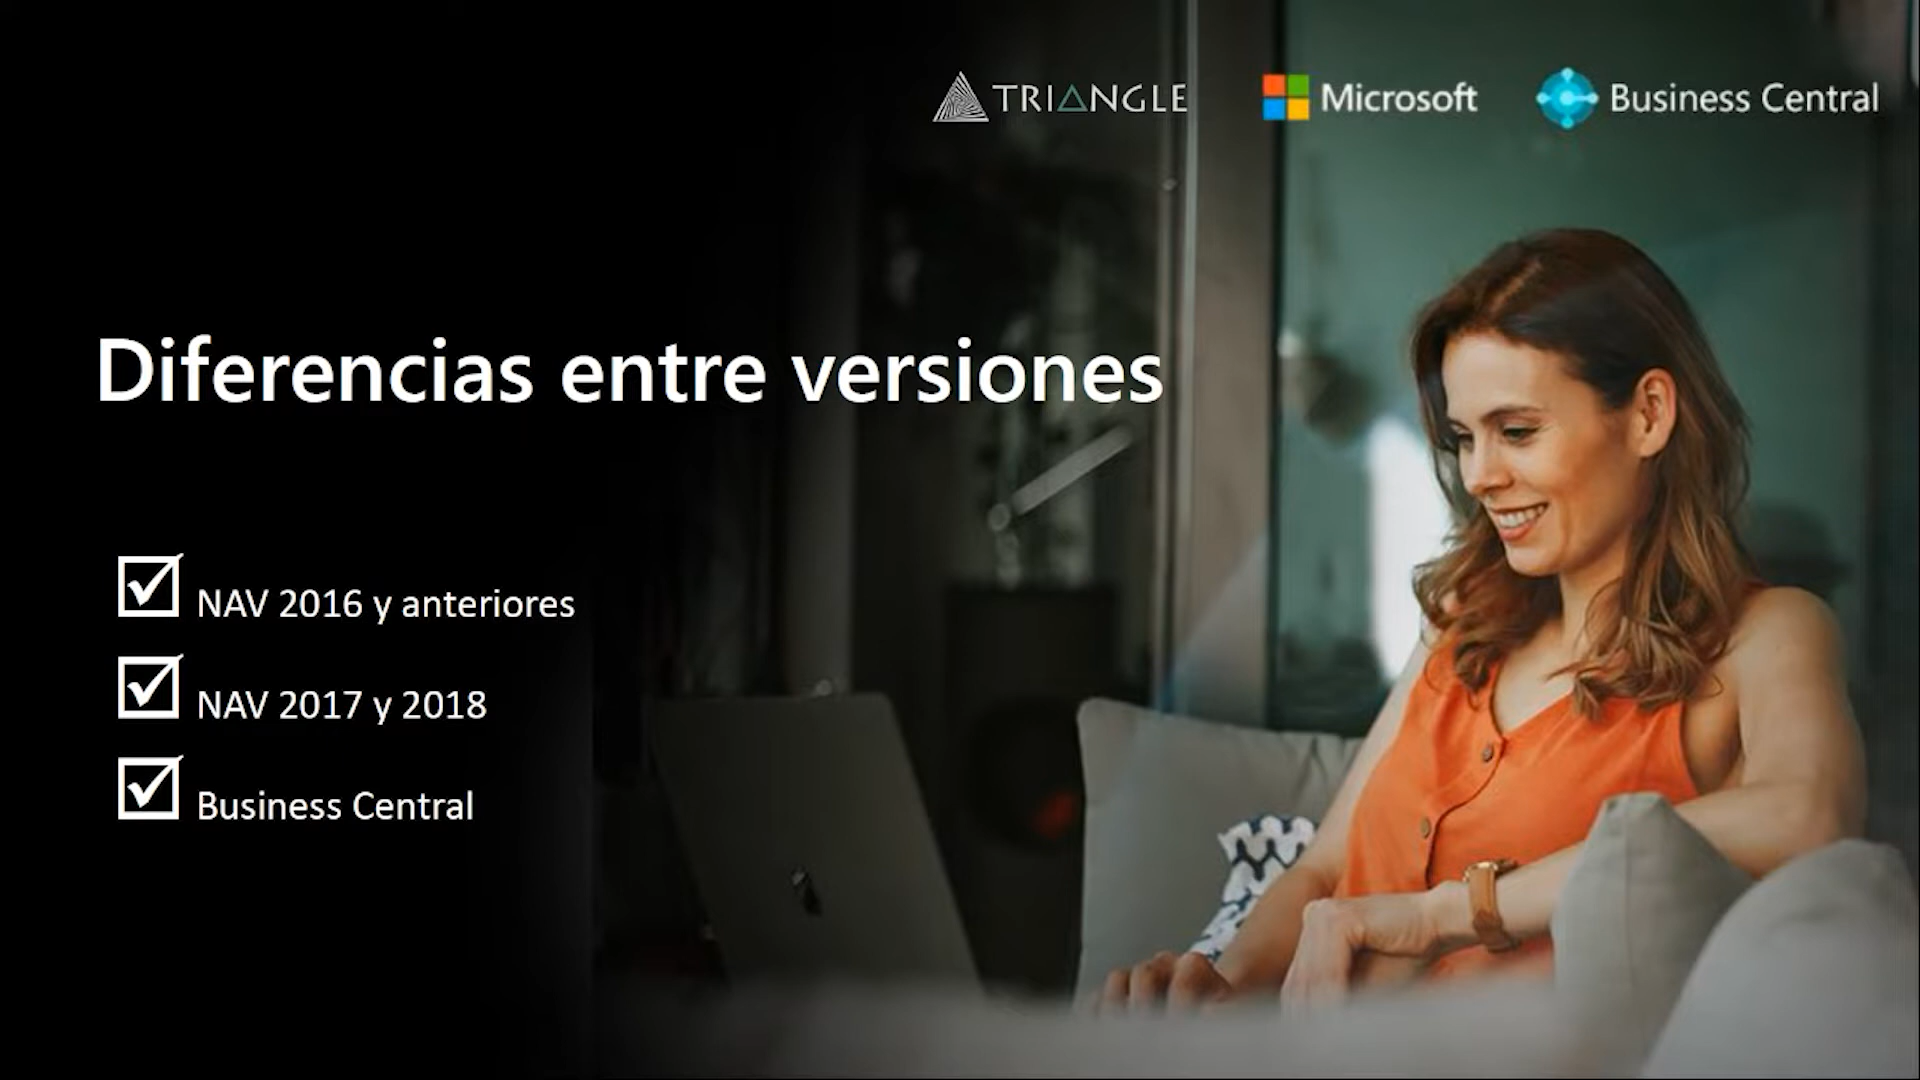 TRIANGLE
Microsoft
Business Central
Diferencias entre versiones
NAV 2016 y anteriores
NAV 2017 y 2018
Business Central